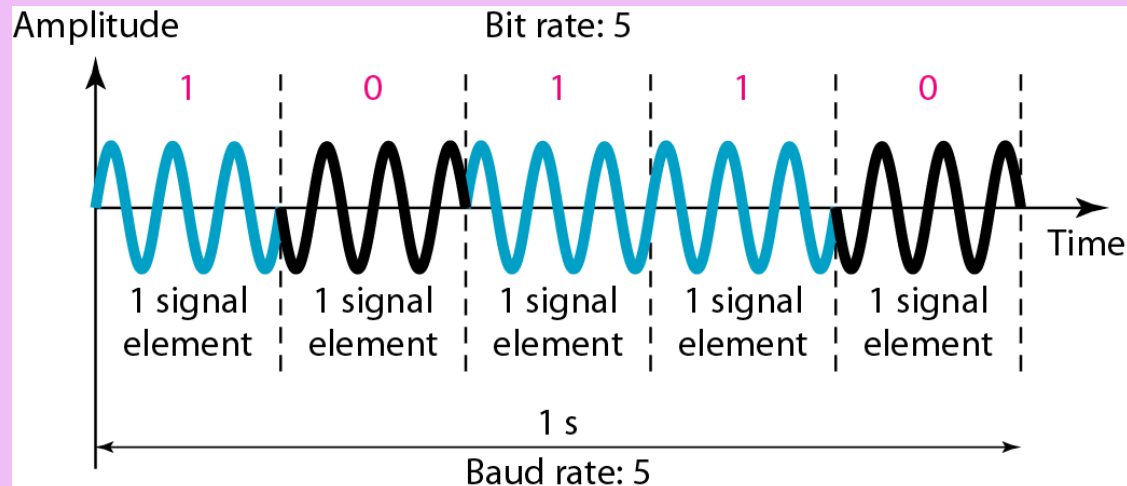 Amplitude
Bit rate: 5
1 0 1 1 0
Time
1 signal element
1 signal element
1 signal element
1 signal element
1 signal element
1 s
Baud rate: 5